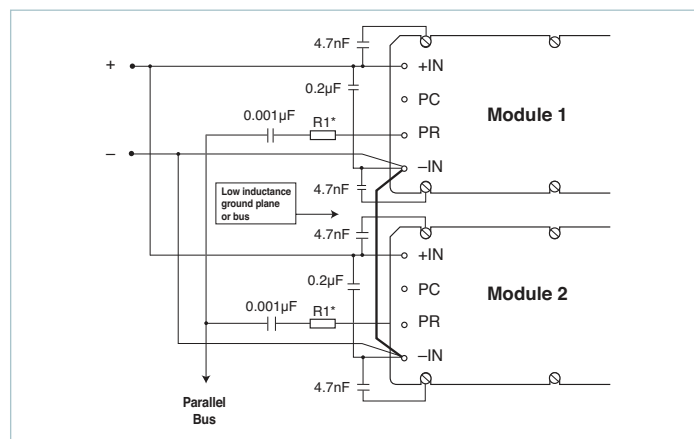 4.7nF
+
+IN
0.2µF
PC
Module 1
0.001µF
R1*
PR
–
–IN
4.7nF
Low inductance
ground plane
or bus
4.7nF
+IN
0.2µF
PC
Module 2
0.001µF
R1*
PR
–IN
4.7nF
Parallel
Bus